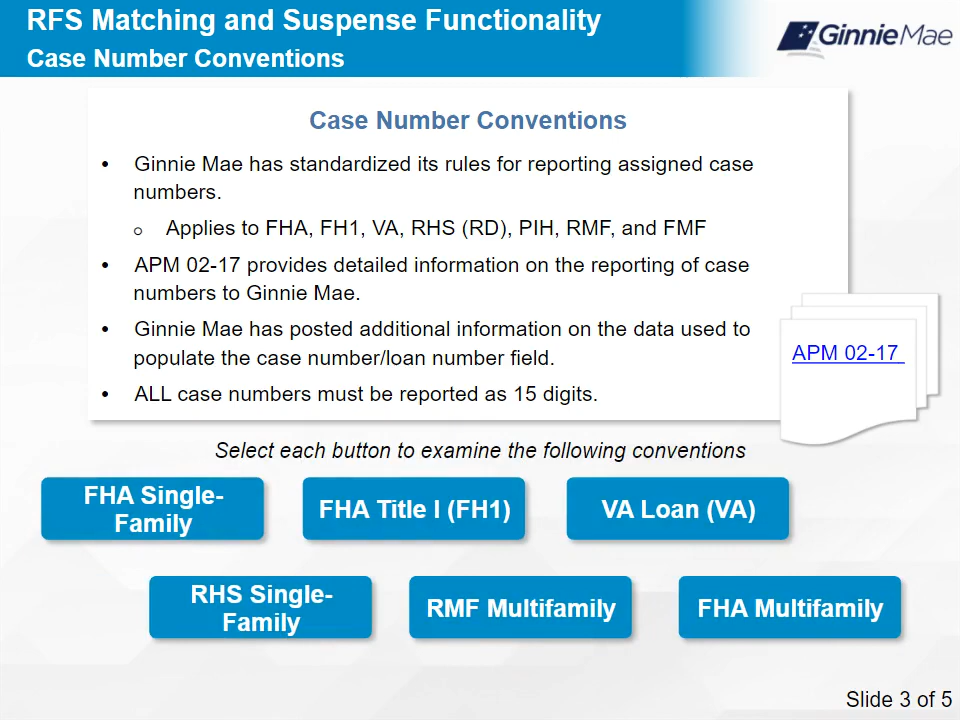 RFS Matching and Suspense Functionality
Case Number Conventions
Ginnie Mae
Case Number Conventions
• Ginnie Mae has standardized its rules for reporting assigned case
numbers.
o Applies to FHA, FH1, VA, RHS (RD), PIH, RMF, and FMF
• APM 02-17 provides detailed information on the reporting of case
numbers to Ginnie Mae.
• Ginnie Mae has posted additional information on the data used to
populate the case number/loan number field.
• ALL case numbers must be reported as 15 digits.
APM 02-17
Select each button to examine the following conventions
FHA Single-
Family
FHA Title I (FH1)
VA Loan (VA)
RHS Single-
Family
RMF Multifamily
FHA Multifamily
Slide 3 of 5